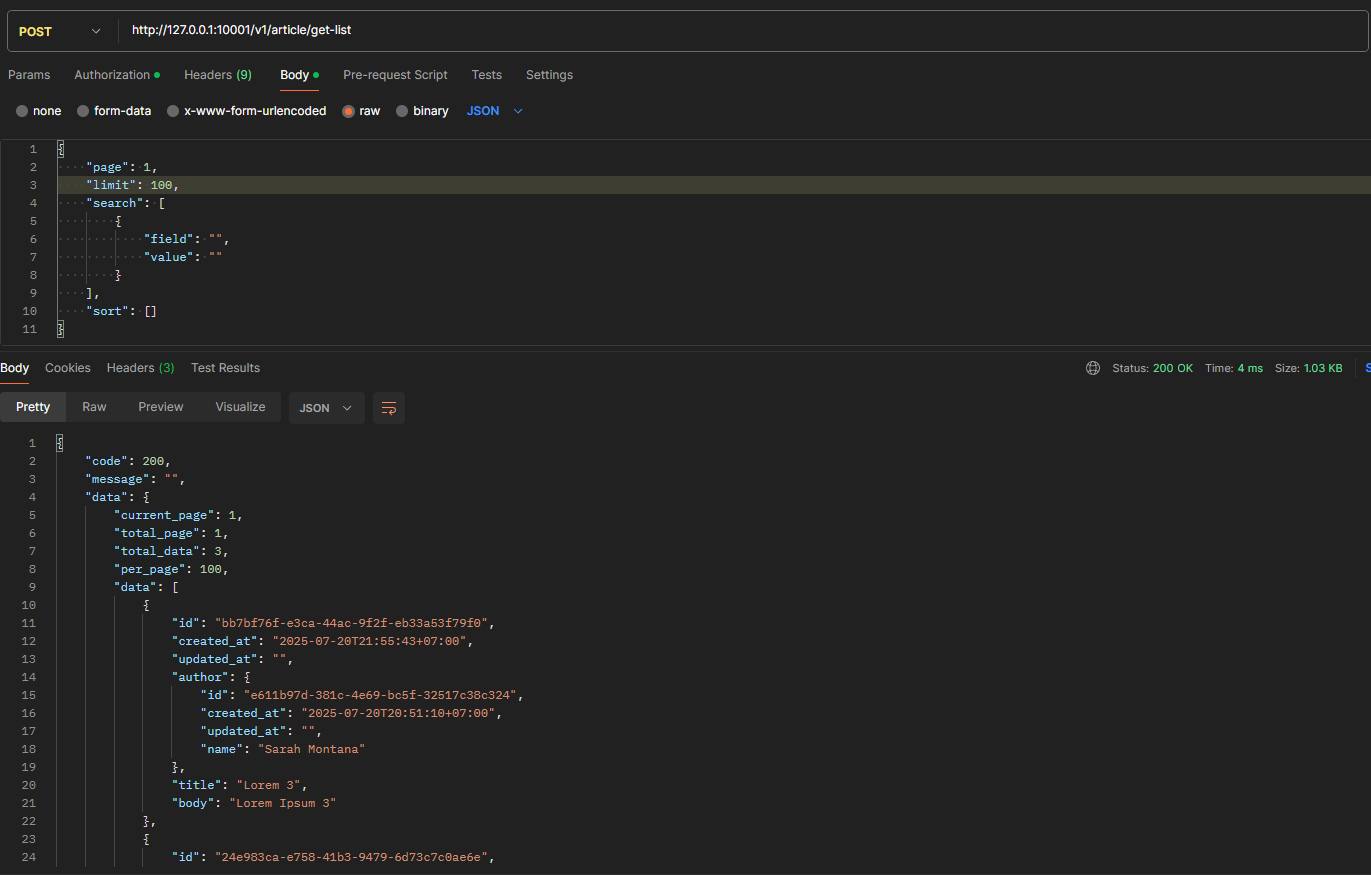 POST http://127.0.0.1:10001/v1/article/get-list
Params Authorization Headers (9) Body Pre-request Script Tests Settings
none form-data x-www-form-urlencoded raw binary JSON
1 {
2 "page": 1,
3 "limit": 100,
4 "search": [
5 {
6 "field": "",
7 "value": ""
8 }
9 ],
10 "sort": []
11 }
Body Cookies Headers (3) Test Results Status: 200 OK Time: 4 ms Size: 1.03 KB S
Pretty Raw Preview Visualize JSON
1 {
2 "code": 200,
3 "message": "",
4 "data": {
5 "current_page": 1,
6 "total_page": 1,
7 "total_data": 3,
8 "per_page": 100,
9 "data": [
10 {
11 "id": "bb7bf76f-e3ca-44ac-9f2f-eb33a53f79f0",
12 "created_at": "2025-07-20T21:55:43+07:00",
13 "updated_at": "",
14 "author": {
15 "id": "e611b97d-381c-4e69-bc5f-32517c38c324",
16 "created_at": "2025-07-20T20:51:10+07:00",
17 "updated_at": "",
18 "name": "Sarah Montana"
19 },
20 "title": "Lorem 3",
21 "body": "Lorem Ipsum 3"
22 },
23 {
24 "id": "24e983ca-e758-41b3-9479-6d73c7c0ae6e",